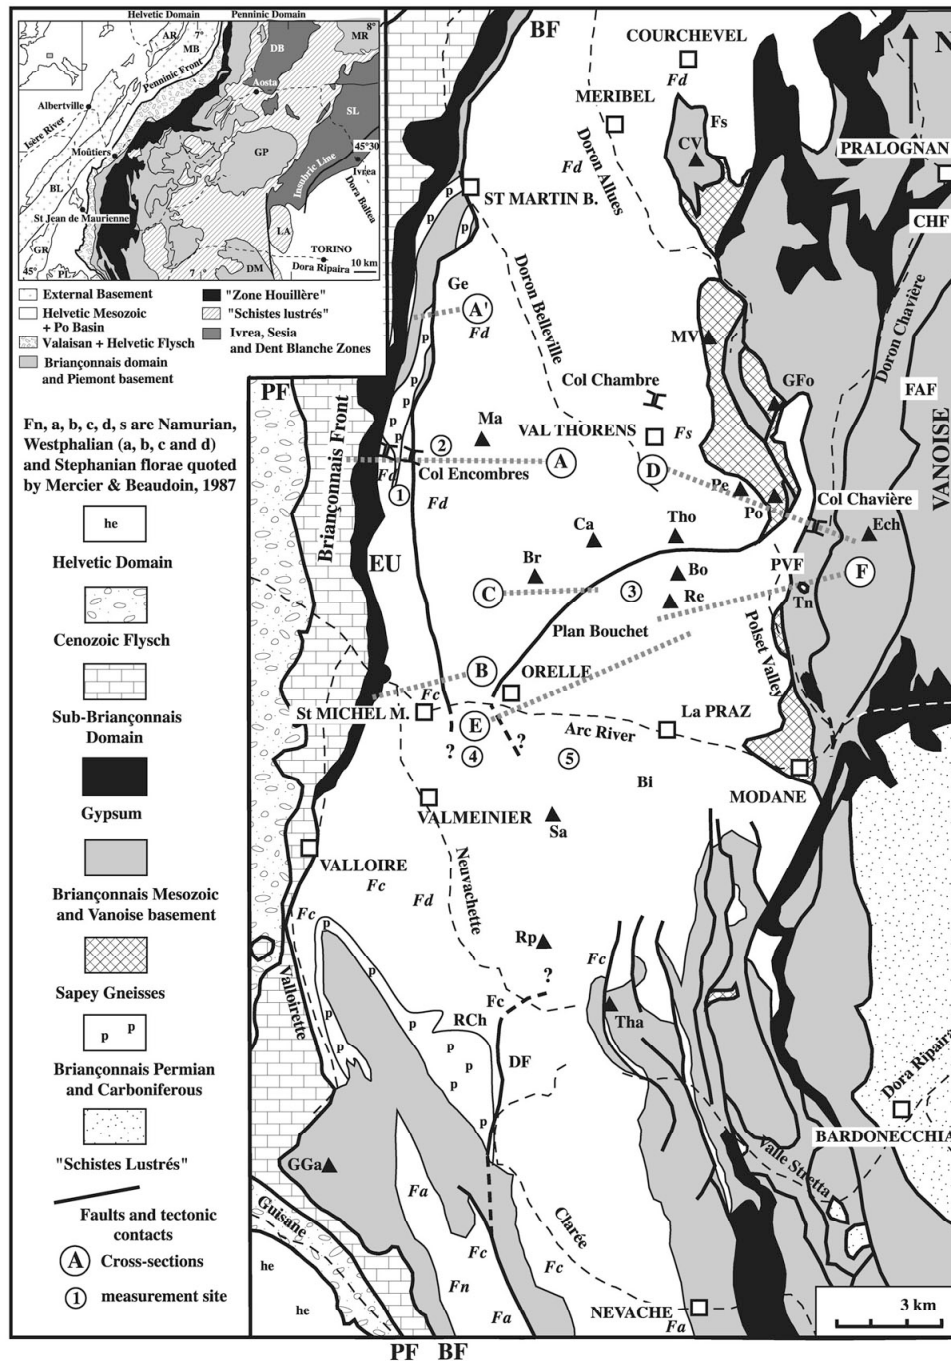 Helvetic Domain
Penninic Domain
AR
7°
MB
DB
8°
MR
Penninic Front
Albertville
Aosta
Isère River
SL
45°30
Moûtiers
GP
Insubric Line
Ivrea
BL
St Jean de Maurienne
Dora Baltea
LA
GR
TORINO
45°
PL
7°
DM
Dora Ripaira
10 km
External Basement
Helvetic Mesozoic
+ Po Basin
Valaisan + Helvetic Flysch
Briançonnais domain
and Piemont basement
"Zone Houillère"
"Schistes lustrés"
Ivrea, Sesia
and Dent Blanche Zones
Fn, a, b, c, d, s are Namurian,
Westphalian (a, b, c and d)
and Stephanian florae quoted
by Mercier & Beaudoin, 1987
he
Helvetic Domain
Cenozoic Flysch
Sub-Briançonnais
Domain
Gypsum
Briançonnais Mesozoic
and Vanoise basement
Sapey Gneisses
p p
Briançonnais Permian
and Carboniferous
"Schistes Lustrés"
Faults and tectonic
contacts
A Cross-sections
1 measurement site
BF
COURCHEVEL
N
Fd
MERIBEL
Fs
CV
PRALOGNAN
Fd
Doron Allues
p
ST MARTIN B.
p
p
CHF
p
Ge
Doron Belleville
A'
Fd
MV
Doron Chavière
p
Col Chambre
GFo
FAF
PF
p
p
Ma
VAL THORENS
Fs
VANOISE
Briançonnais Front
2
Fd
Col Encombres
A
D
1
Fd
Pe
Po
Col Chavière
Ca
Tho
Ech
EU
Br
Bo
PVF
F
C
3
Re
Tn
Plan Bouchet
Polset Valley
B
ORELLE
Fc
St MICHEL M.
E
La PRAZ
Arc River
?
?
4
5
Bi
MODANE
VALMEINIER
Sa
VALLOIRE
Fc
Fd
Neuvachette
Fc
p
Rp
Fc
p
?
Valloirette
Fc
RCh
Tha
p
p
DF
Dora Ripaira
p
p
p
p
BARDONECCHIA
GGa
Valle Stretta
Fa
Guisane
Clarée
Fc
Fc
he
Fn
he
NEVACHE
Fa
Fa
3 km
PF BF